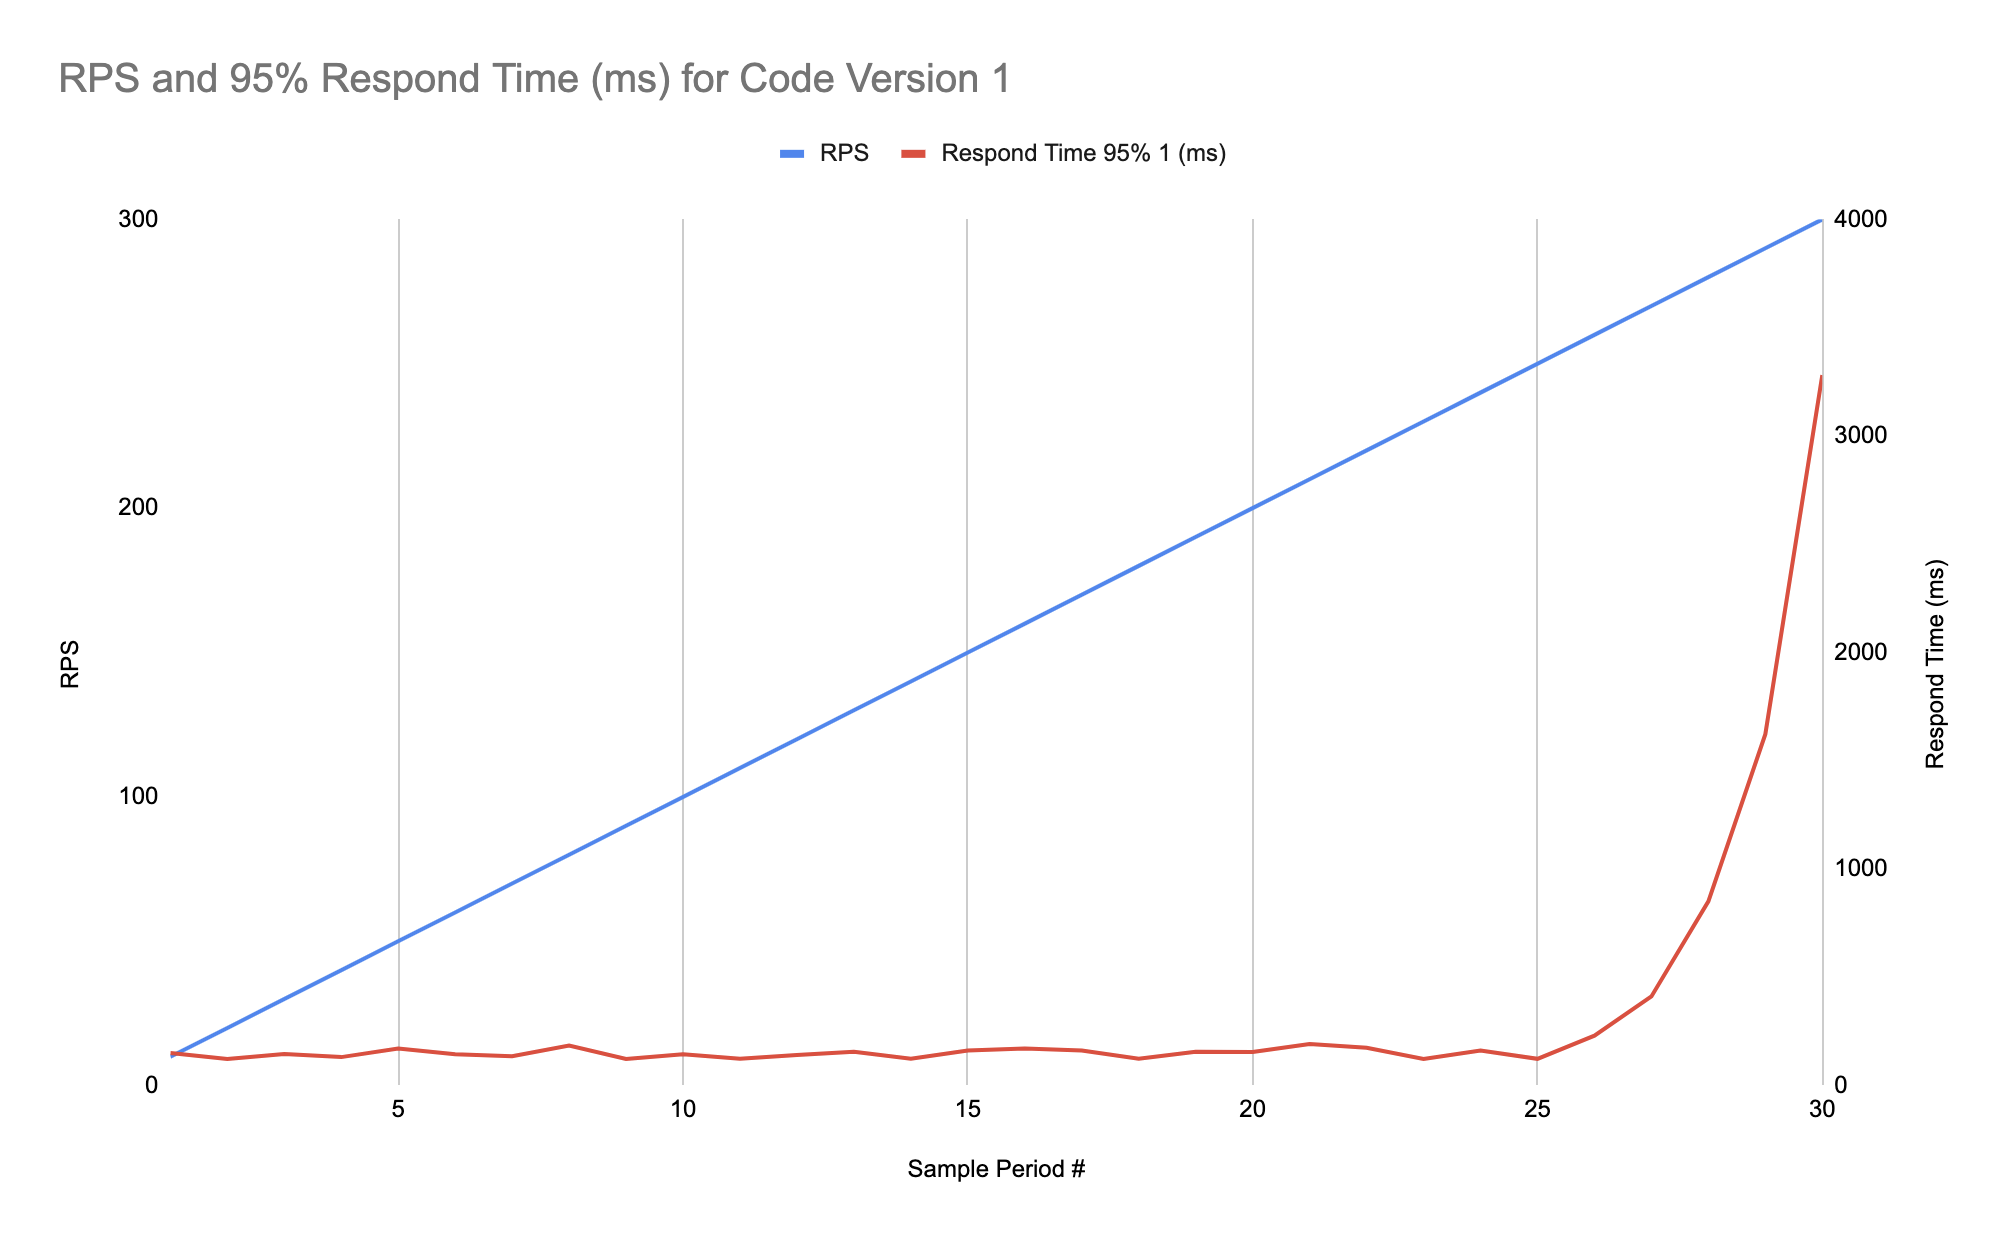 RPS and 95% Respond Time (ms) for Code Version 1
RPS
Respond Time 95% 1 (ms)
300
200
100
0
RPS
4000
3000
2000
1000
0
Respond Time (ms)
5
10
15
20
25
30
Sample Period #